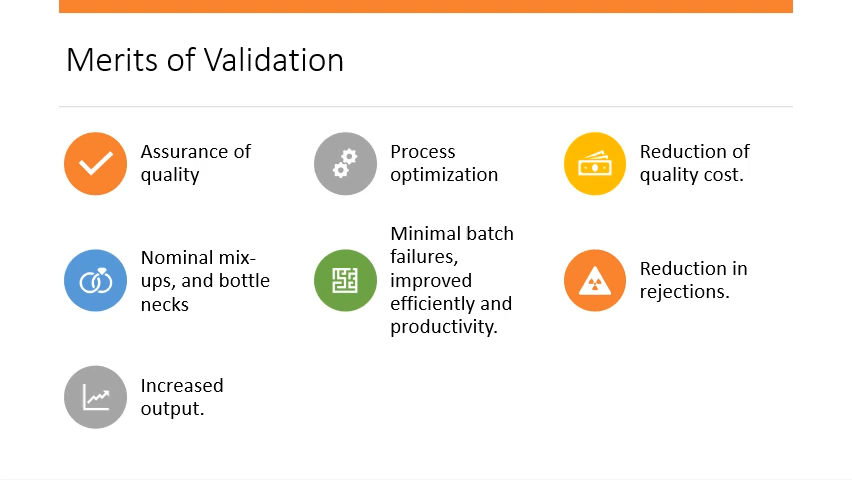 Merits of Validation
Assurance of
quality
Process
optimization
Reduction of
quality cost.
Nominal mix-
ups, and bottle
necks
Minimal batch
failures,
improved
efficiently and
productivity.
Reduction in
rejections.
Increased
output.